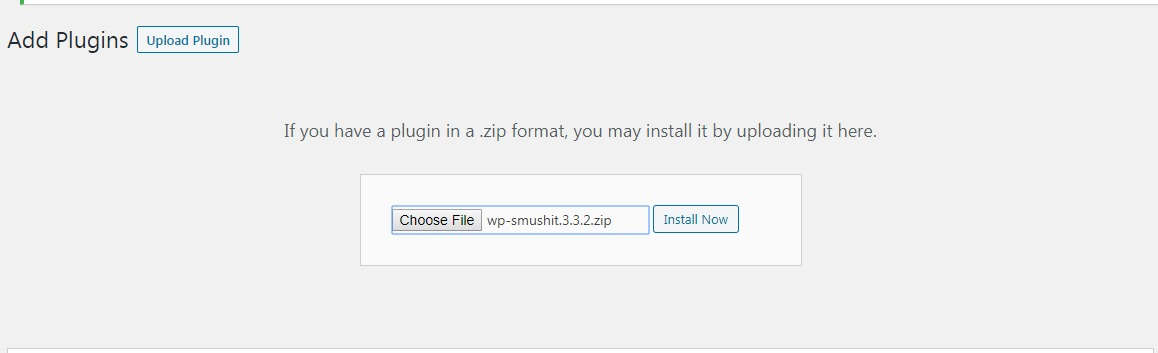 Add Plugins Upload Plugin
If you have a plugin in a .zip format, you may install it by uploading it here.
Choose File wp-smushit.3.3.2.zip Install Now